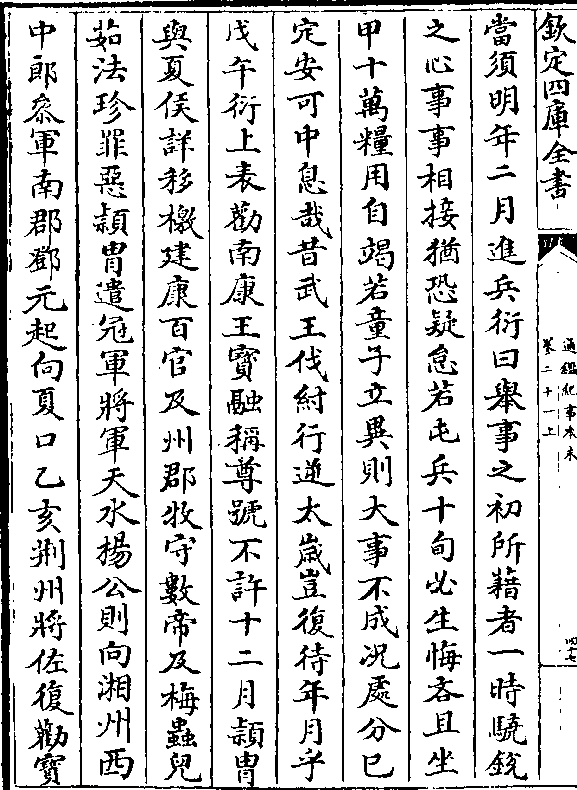 欽定四庫全書
通鑑紀事本末
卷二十一上
當須明年二月進兵衍曰舉事之初所藉者一時驍銳
之心事事相接猶恐疑怠若屯兵十旬必生悔吝且坐
甲十萬糧用自竭若童子立異則大事不成况處分已
定安可中息哉昔武王伐紂行逆太歲豈復待年月乎
戊午衍上表勸南康王寶融稱尊號不許十二月頴胄
與夏侯詳移檄建康百官及州郡牧守數帝及梅蟲兒
茹法珍罪惡頴胄遣冠軍將軍天水楊公則向湘州西
中郎叅軍南郡鄧元起向夏口乙亥荆州將佐復勸寶